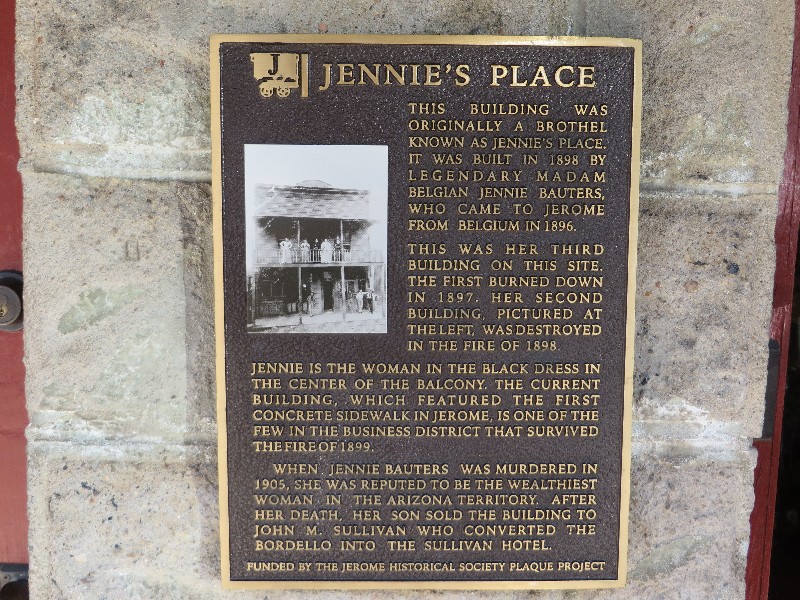 J
JENNIE'S PLACE
THIS BUILDING WAS
ORIGINALLY A BROTHEL
KNOWN AS JENNIE'S PLACE.
IT WAS BUILT IN 1898 BY
LEGENDARY MADAM
BELGIAN JENNIE BAUTERS,
WHO CAME TO JEROME
FROM BELGIUM IN 1896.
THIS WAS HER THIRD
BUILDING ON THIS SITE.
THE FIRST BURNED DOWN
IN 1897. HER SECOND
BUILDING, PICTURED AT
THE LEFT, WAS DESTROYED
IN THE FIRE OF 1898.
JENNIE IS THE WOMAN IN THE BLACK DRESS IN
THE CENTER OF THE BALCONY. THE CURRENT
BUILDING, WHICH FEATURED THE FIRST
CONCRETE SIDEWALK IN JEROME, IS ONE OF THE
FEW IN THE BUSINESS DISTRICT THAT SURVIVED
THE FIRE OF 1899.
WHEN JENNIE BAUTERS WAS MURDERED IN
1905, SHE WAS REPUTED TO BE THE WEALTHIEST
WOMAN IN THE ARIZONA TERRITORY. AFTER
HER DEATH, HER SON SOLD THE BUILDING TO
JOHN M. SULLIVAN WHO CONVERTED THE
BORDELLO INTO THE SULLIVAN HOTEL.
FUNDED BY THE JEROME HISTORICAL SOCIETY PLAQUE PROJECT